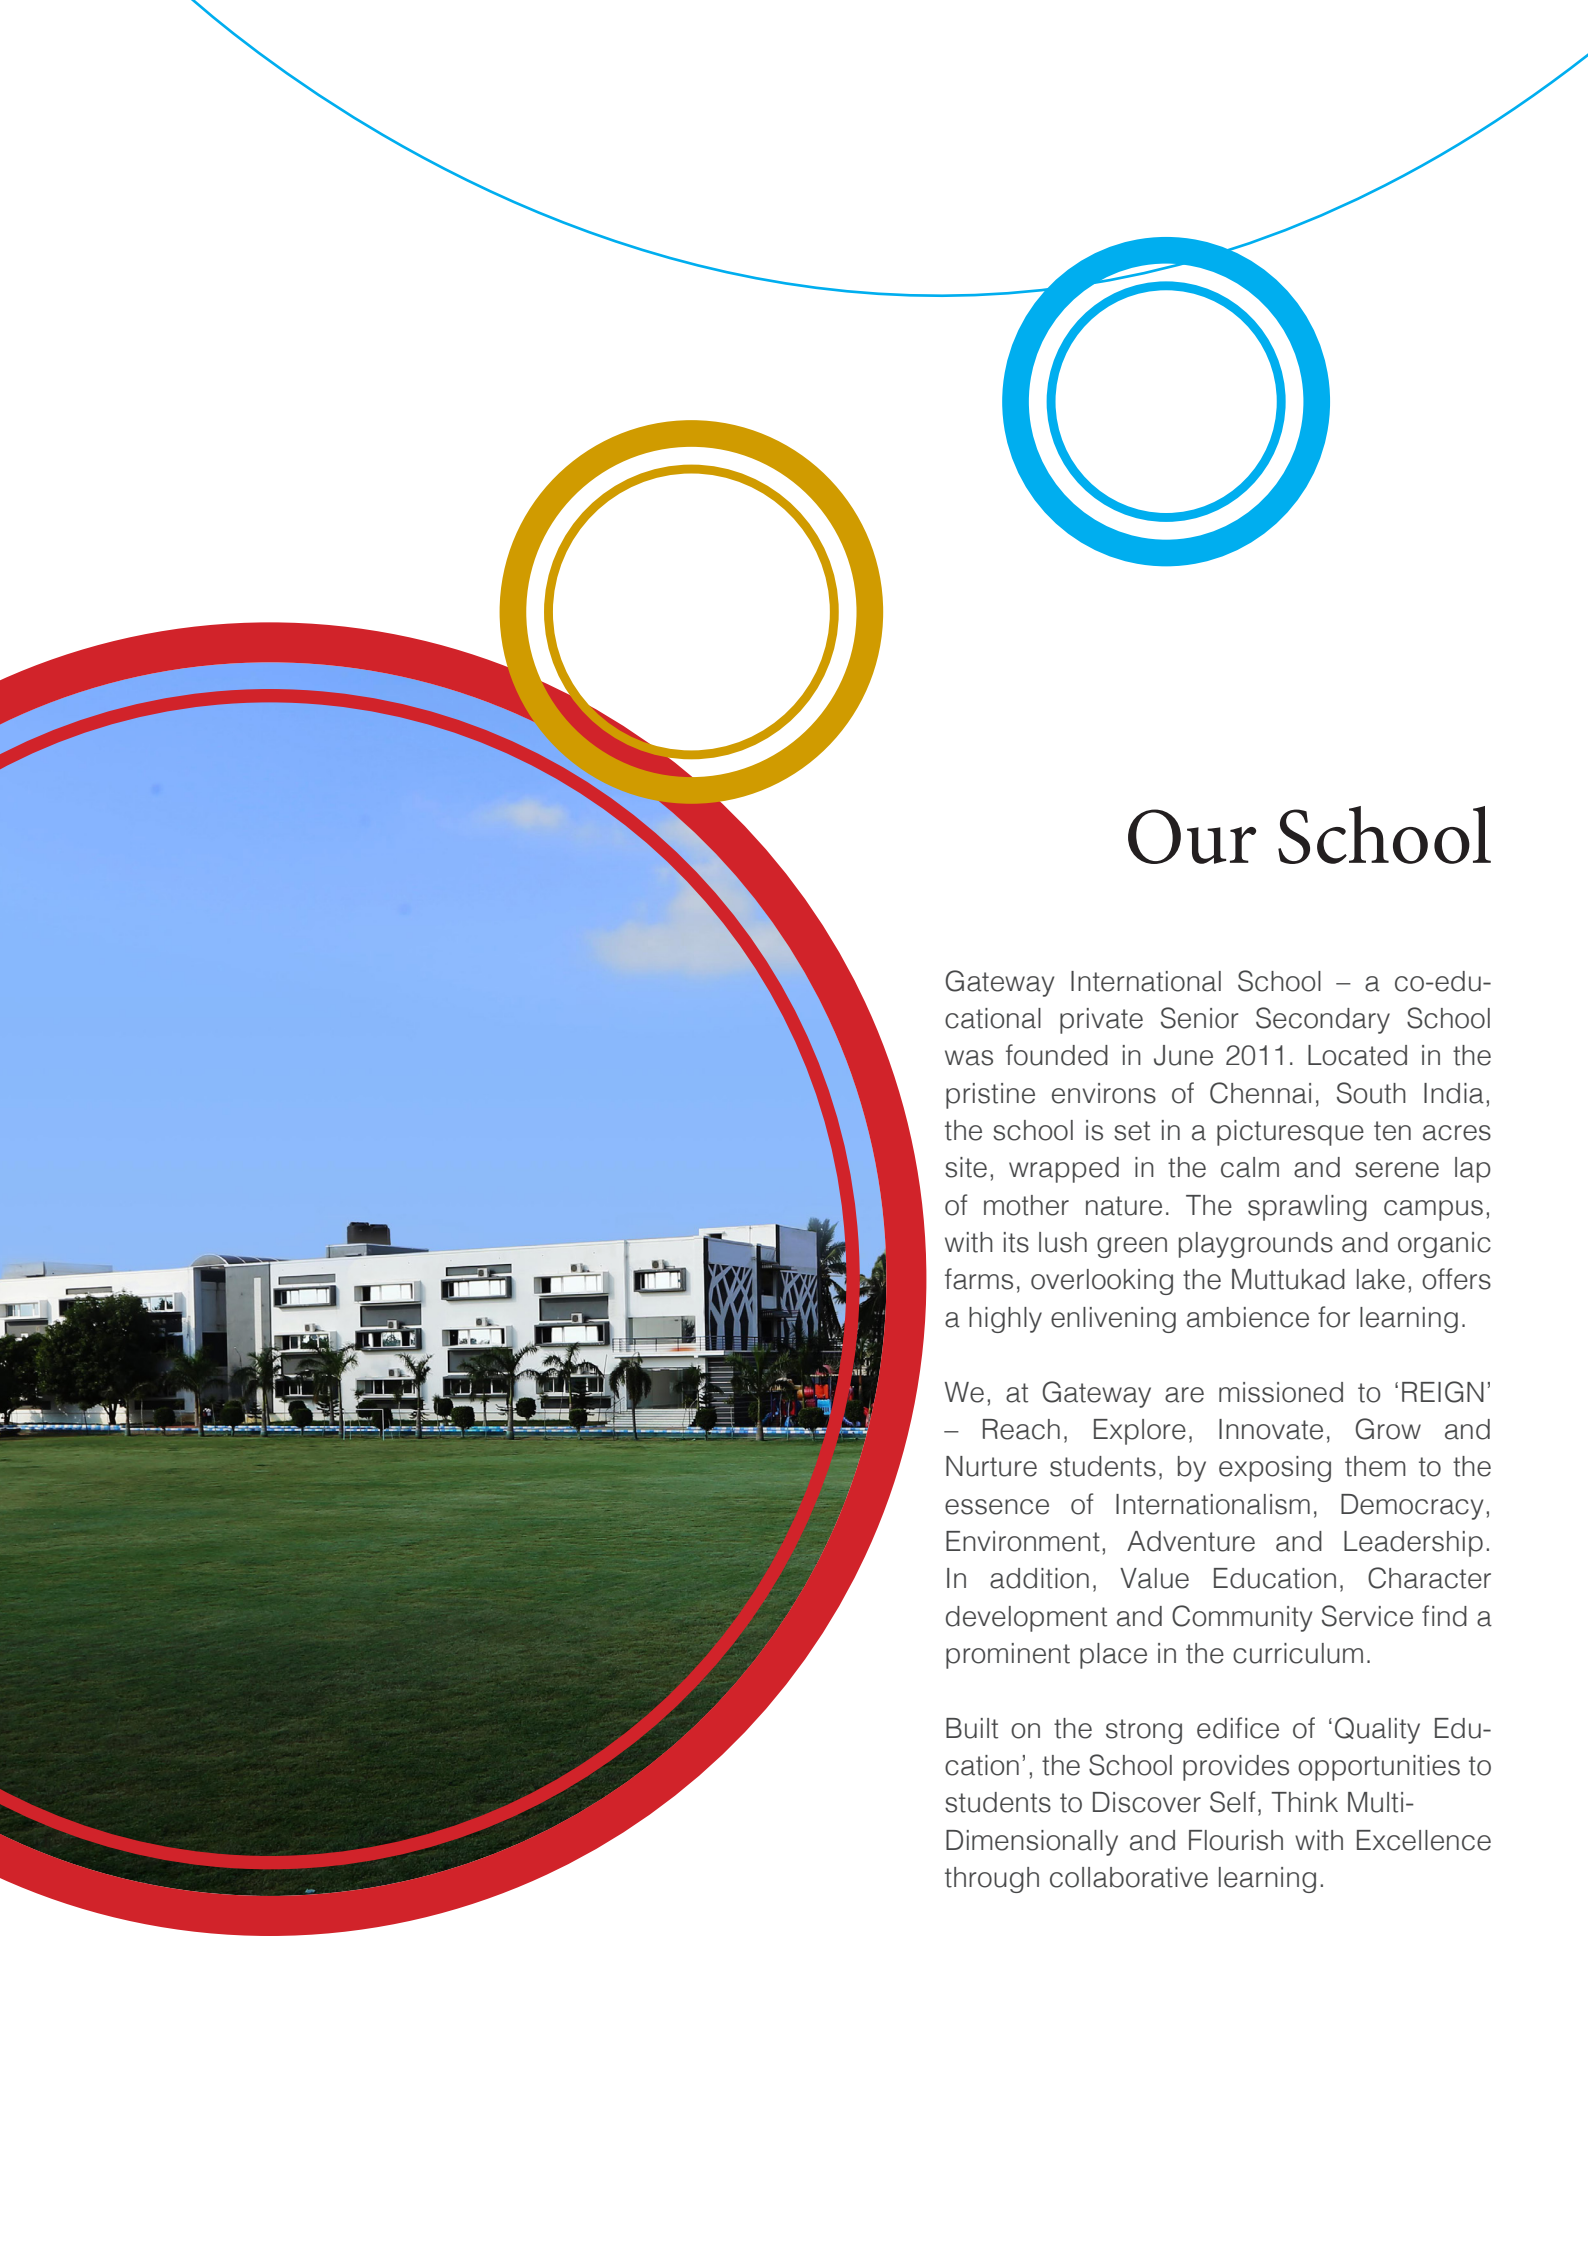 Our School
Gateway International School – a co-edu-
cational private Senior Secondary School
was founded in June 2011. Located in the
pristine environs of Chennai, South India,
the school is set in a picturesque ten acres
site, wrapped in the calm and serene lap
of mother nature. The sprawling campus,
with its lush green playgrounds and organic
farms, overlooking the Muttukad lake, offers
a highly enlivening ambience for learning.
We, at Gateway are missioned to ‘REIGN’
– Reach, Explore, Innovate, Grow and
Nurture students, by exposing them to the
essence of Internationalism, Democracy,
Environment, Adventure and Leadership.
In addition, Value Education, Character
development and Community Service find a
prominent place in the curriculum.
Built on the strong edifice of ‘Quality Edu-
cation’, the School provides opportunities to
students to Discover Self, Think Multi-
Dimensionally and Flourish with Excellence
through collaborative learning.